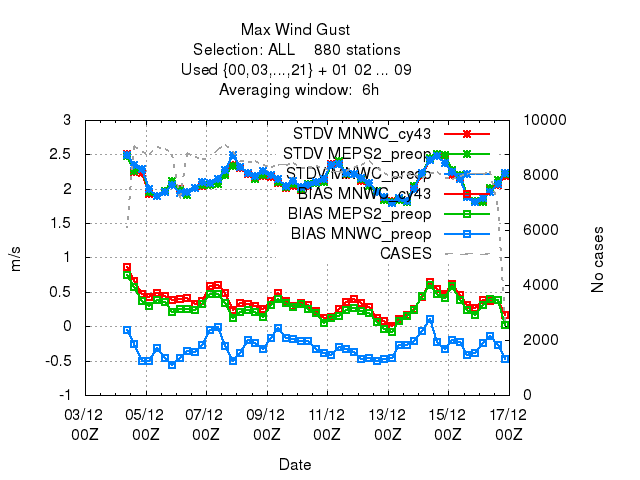 Max Wind Gust
Selection: ALL 880 stations
Used {00,03,...,21} + 01 02 ... 09
Averaging window: 6h
3
2.5
2
1.5
1
0.5
0
-0.5
-1
m/s
10000
8000
6000
4000
2000
0
No cases
STDV MNWC_cy43
STDV MEPS2_preop
STDV MNWC_preop
BIAS MNWC_cy43
BIAS MEPS2_preop
BIAS MNWC_preop
CASES
03/12 05/12 07/12 09/12 11/12 13/12 15/12 17/12
00Z 00Z 00Z 00Z 00Z 00Z 00Z 00Z
Date